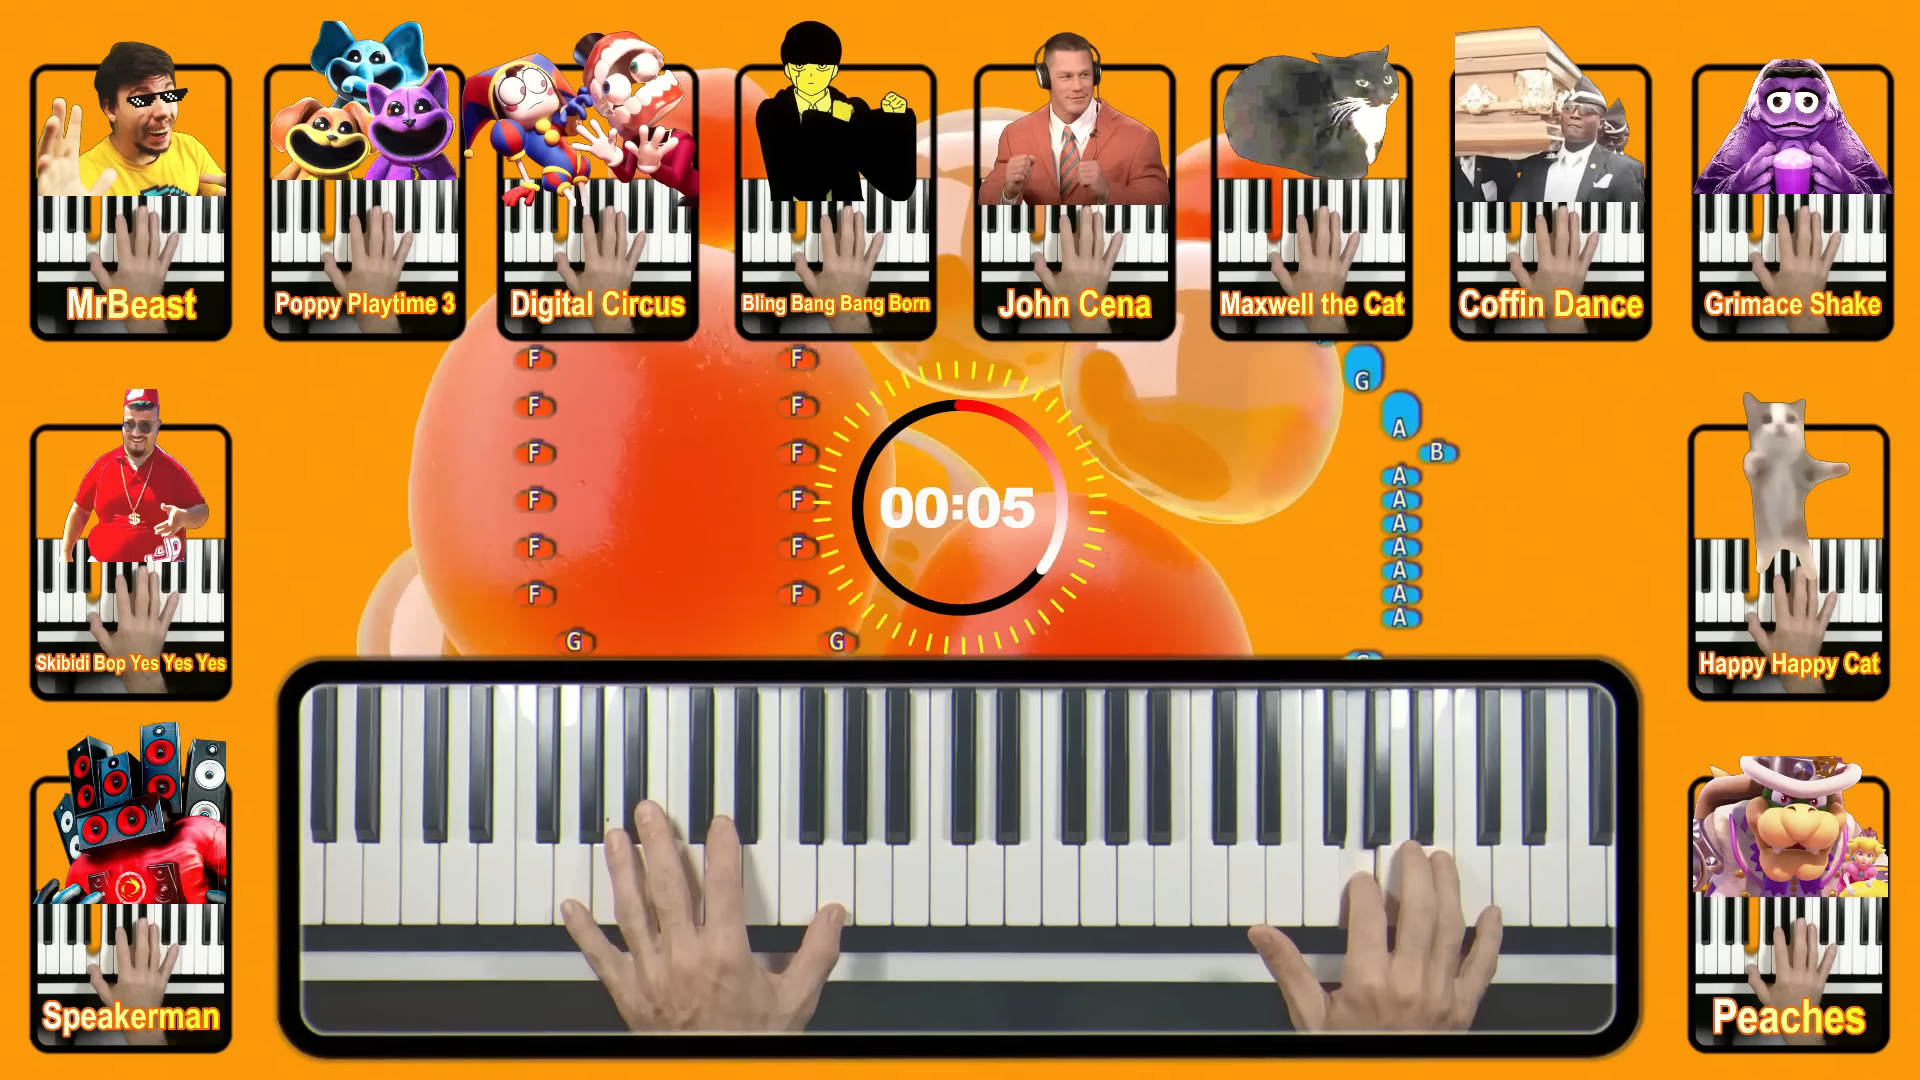 MrBeast
Poppy Playtime 3
Digital Circus
Bling Bang Bang Born
John Cena
Maxwell the Cat
Coffin Dance
Grimace Shake
F F G
F F A
F F B
F F A
A
A
F F A
A
F F A
A
G G
00:05
Skibidi Bop Yes Yes Yes
Happy Happy Cat
Speakerman
Peaches